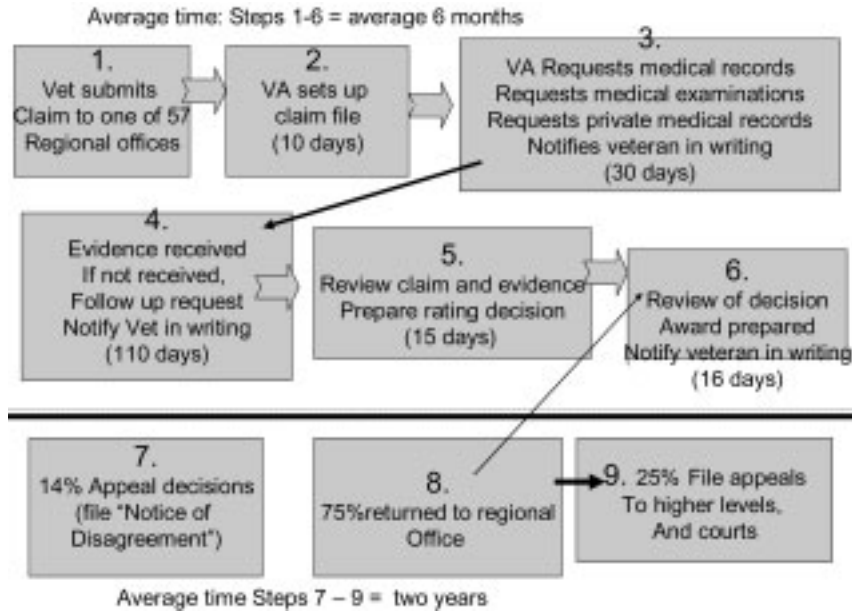 Average time: Steps 1-6 = average 6 months
1.
Vet submits
Claim to one of 57
Regional offices
2.
VA sets up
claim file
(10 days)
3.
VA Requests medical records
Requests medical examinations
Requests private medical records
Notifies veteran in writing
(30 days)
4.
Evidence received
If not received,
Follow up request
Notify Vet in writing
(110 days)
5.
Review claim and evidence
Prepare rating decision
(15 days)
6.
Review of decision
Award prepared
Notify veteran in writing
(16 days)
7.
14% Appeal decisions
(file “Notice of
Disagreement”)
8.
75%returned to regional
Office
9. 25% File appeals
To higher levels,
And courts
Average time Steps 7 – 9 = two years